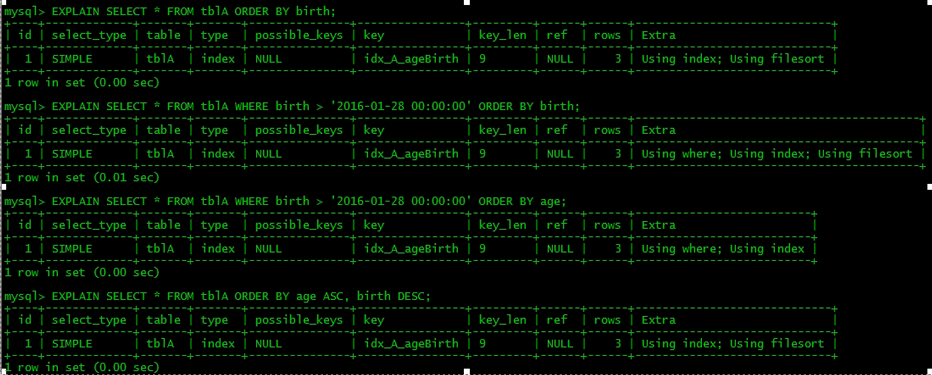 mysql> EXPLAIN SELECT * FROM tblA ORDER BY birth;
+----+-------------+-------+-------+---------------+---------------+---------+------+------+-----------------------------+
| id | select_type | table | type | possible_keys | key | key_len | ref | rows | Extra |
+----+-------------+-------+-------+---------------+---------------+---------+------+------+-----------------------------+
| 1 | SIMPLE | tblA | index | NULL | idx_A_ageBirth | 9 | NULL | 3 | Using index; Using filesort |
+----+-------------+-------+-------+---------------+---------------+---------+------+------+-----------------------------+
1 row in set (0.00 sec)
mysql> EXPLAIN SELECT * FROM tblA WHERE birth > '2016-01-28 00:00:00' ORDER BY birth;
+----+-------------+-------+-------+---------------+---------------+---------+------+------+------------------------------------------+
| id | select_type | table | type | possible_keys | key | key_len | ref | rows | Extra |
+----+-------------+-------+-------+---------------+---------------+---------+------+------+------------------------------------------+
| 1 | SIMPLE | tblA | index | NULL | idx_A_ageBirth | 9 | NULL | 3 | Using where; Using index; Using filesort |
+----+-------------+-------+-------+---------------+---------------+---------+------+------+------------------------------------------+
1 row in set (0.01 sec)
mysql> EXPLAIN SELECT * FROM tblA WHERE birth > '2016-01-28 00:00:00' ORDER BY age;
+----+-------------+-------+-------+---------------+---------------+---------+------+------+--------------------------+
| id | select_type | table | type | possible_keys | key | key_len | ref | rows | Extra |
+----+-------------+-------+-------+---------------+---------------+---------+------+------+--------------------------+
| 1 | SIMPLE | tblA | index | NULL | idx_A_ageBirth | 9 | NULL | 3 | Using where; Using index |
+----+-------------+-------+-------+---------------+---------------+---------+------+------+--------------------------+
1 row in set (0.00 sec)
mysql> EXPLAIN SELECT * FROM tblA ORDER BY age ASC, birth DESC;
+----+-------------+-------+-------+---------------+---------------+---------+------+------+-----------------------------+
| id | select_type | table | type | possible_keys | key | key_len | ref | rows | Extra |
+----+-------------+-------+-------+---------------+---------------+---------+------+------+-----------------------------+
| 1 | SIMPLE | tblA | index | NULL | idx_A_ageBirth | 9 | NULL | 3 | Using index; Using filesort |
+----+-------------+-------+-------+---------------+---------------+---------+------+------+-----------------------------+
1 row in set (0.00 sec)